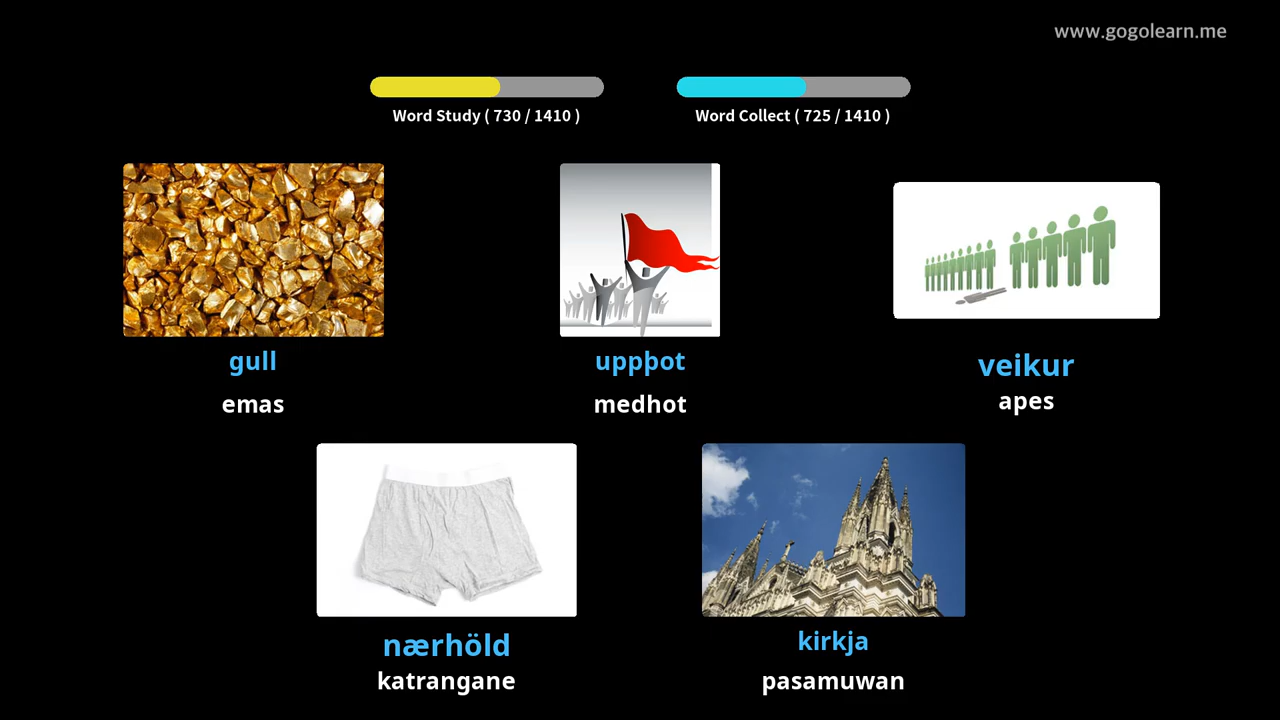 www.gogolearn.me
Word Study ( 730 / 1410 )
Word Collect ( 725 / 1410 )
gull
emas
uppþot
medhot
veikur
apes
nærhöld
katrangane
kirkja
pasamuwan